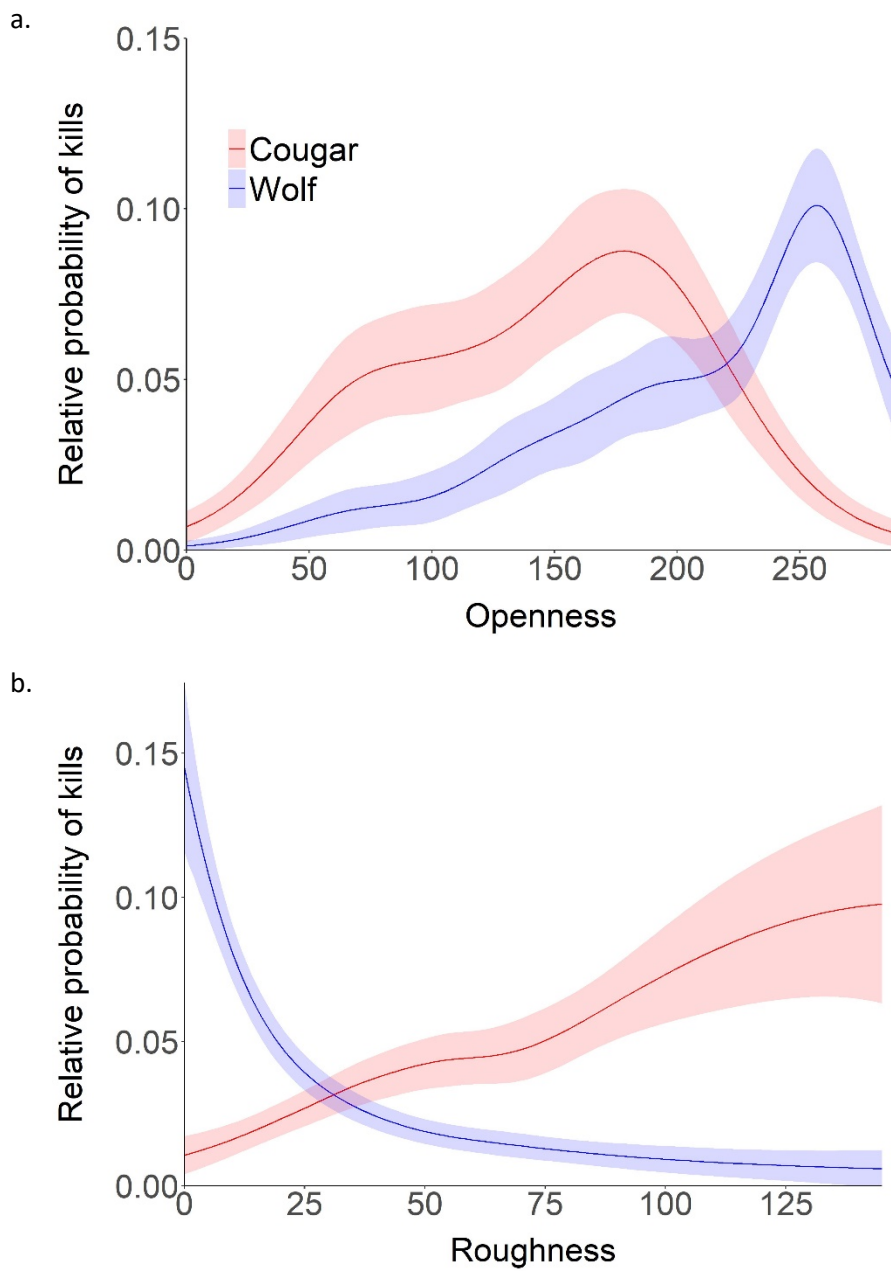 a.
0.15
0.10
0.05
0.00
Relative probability of kills
Cougar
Wolf
0 50 100 150 200 250
Openness
b.
0.15
0.10
0.05
0.00
Relative probability of kills
0 25 50 75 100 125
Roughness